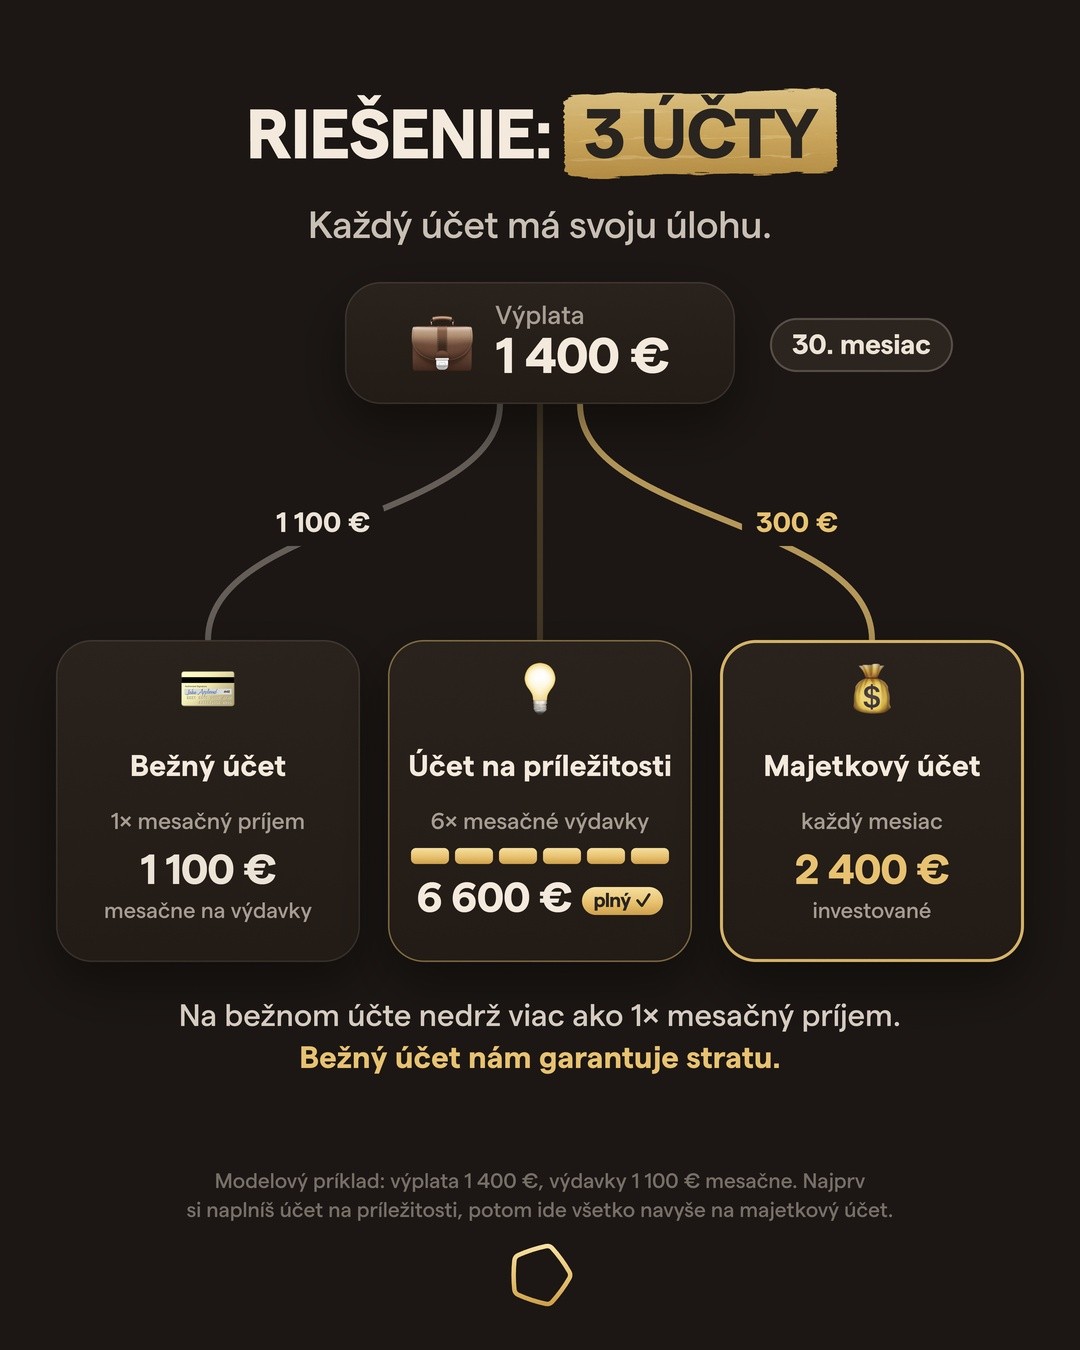 RIEŠENIE: 3 ÚČTY
Každý účet má svoju úlohu.
Výplata
1 400 €
30. mesiac
1 100 €
300 €
Bežný účet
1× mesačný príjem
1 100 €
mesačne na výdavky
Účet na príležitosti
6× mesačné výdavky
6 600 € plný ✓
Majetkový účet
každý mesiac
2 400 €
investované
Na bežnom účte nedrž viac ako 1× mesačný príjem.
Bežný účet nám garantuje stratu.
Modelový príklad: výplata 1 400 €, výdavky 1 100 € mesačne. Najprv
si naplníš účet na príležitosti, potom ide všetko navyše na majetkový účet.